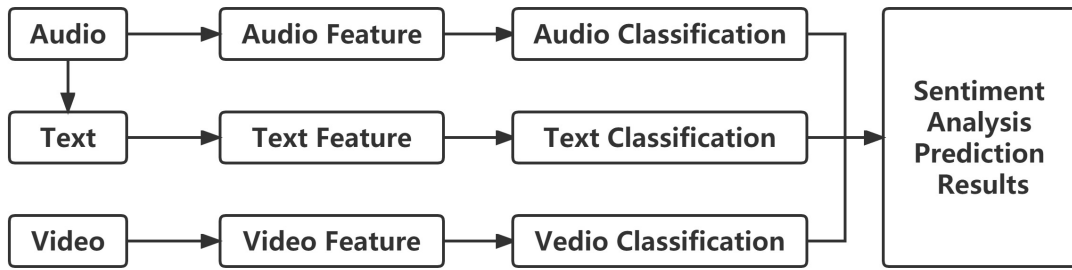 Audio
Audio Feature
Audio Classification
Text
Text Feature
Text Classification
Video
Video Feature
Vedio Classification
Sentiment
Analysis
Prediction
Results